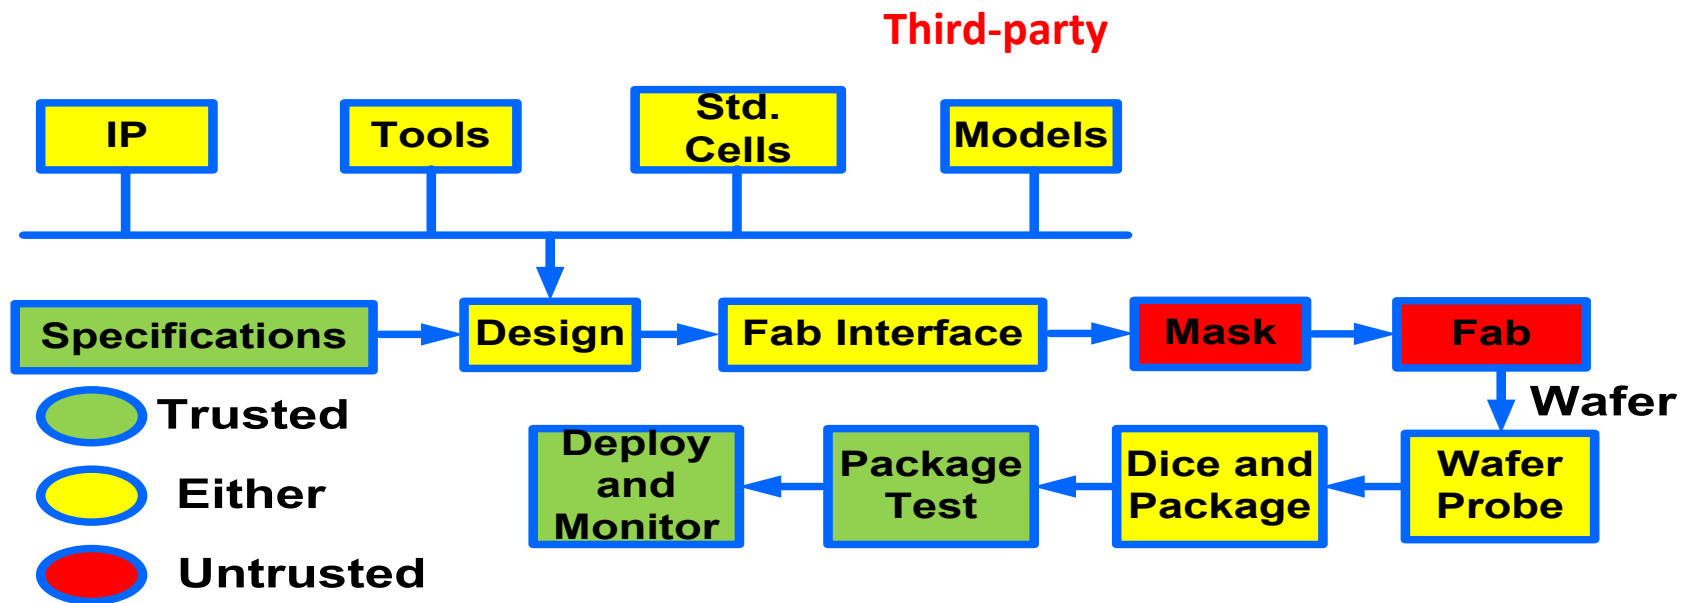 Third-party
IP
Tools
Std.
Cells
Models
Specifications
Design
Fab Interface
Mask
Fab
Wafer
Trusted
Either
Untrusted
Deploy
and
Monitor
Package
Test
Dice and
Package
Wafer
Probe